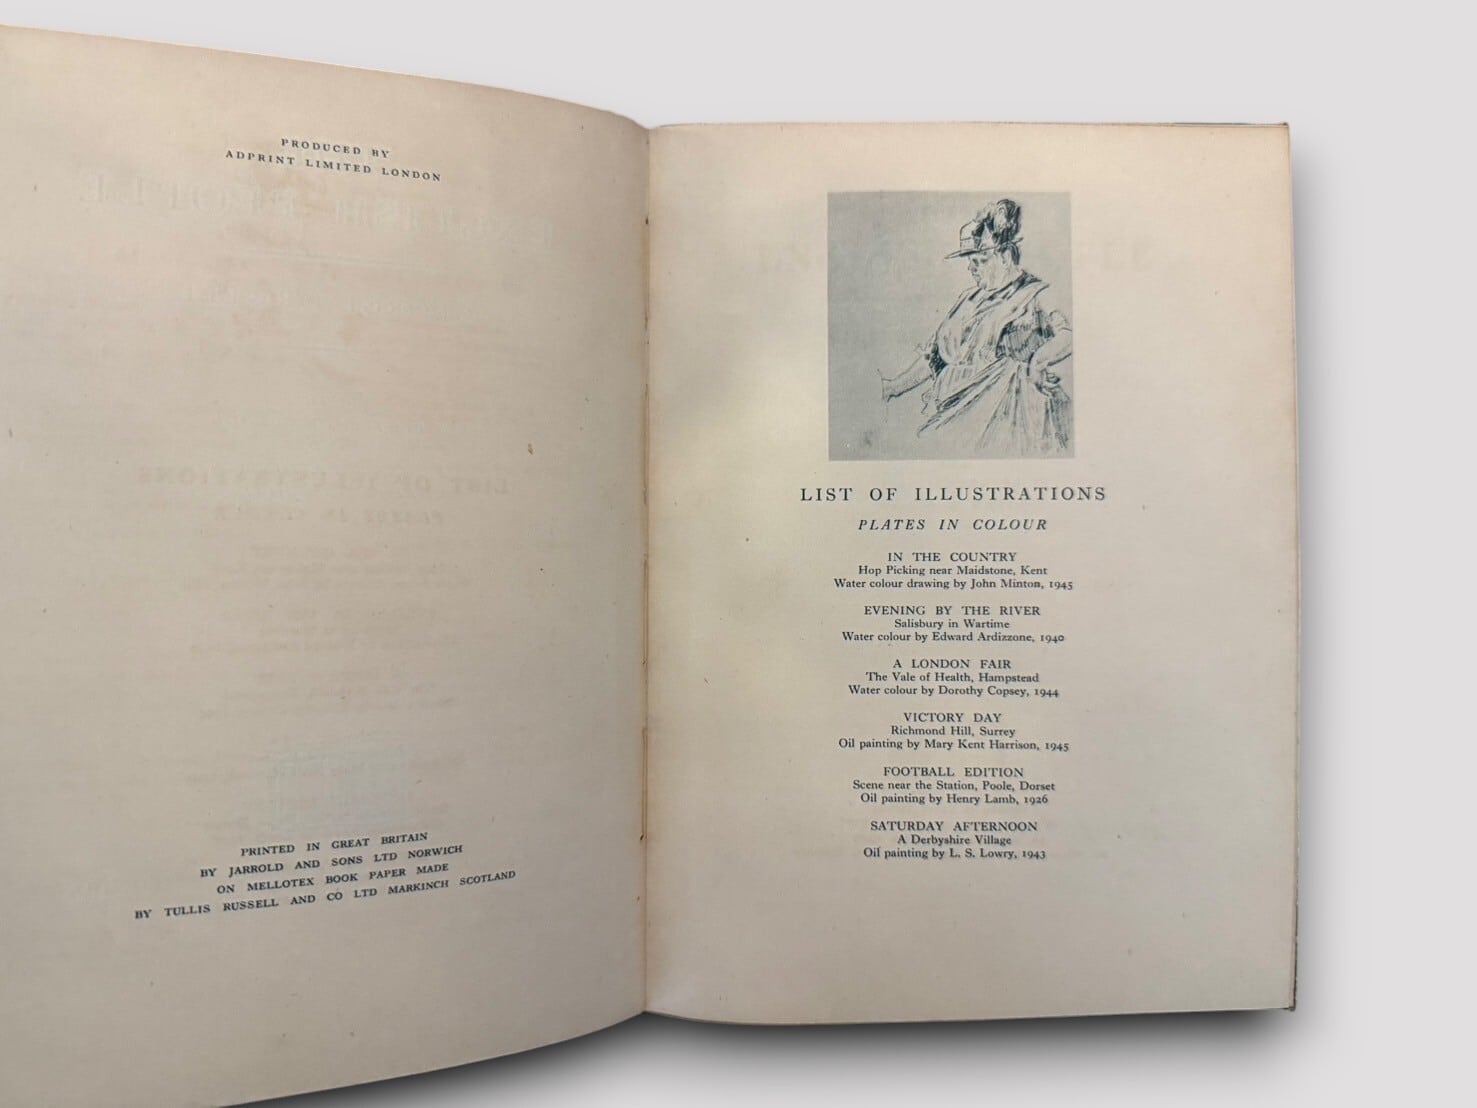 PRODUCED BY
ADPRINT LIMITED LONDON
PRINTED IN GREAT BRITAIN
BY JARROLD AND SONS LTD NORWICH
ON MELLOTEX BOOK PAPER MADE
BY TULLIS RUSSELL AND CO LTD MARKINCH SCOTLAND
LIST OF ILLUSTRATIONS
PLATES IN COLOUR
IN THE COUNTRY
Hop Picking near Maidstone, Kent
Water colour drawing by John Minton, 1945
EVENING BY THE RIVER
Salisbury in Wartime
Water colour by Edward Ardizzone, 1940
A LONDON FAIR
The Vale of Health, Hampstead
Water colour by Dorothy Copsey, 1944
VICTORY DAY
Richmond Hill, Surrey
Oil painting by Mary Kent Harrison, 1945
FOOTBALL EDITION
Scene near the Station, Poole, Dorset
Oil painting by Henry Lamb, 1926
SATURDAY AFTERNOON
A Derbyshire Village
Oil painting by L. S. Lowry, 1943